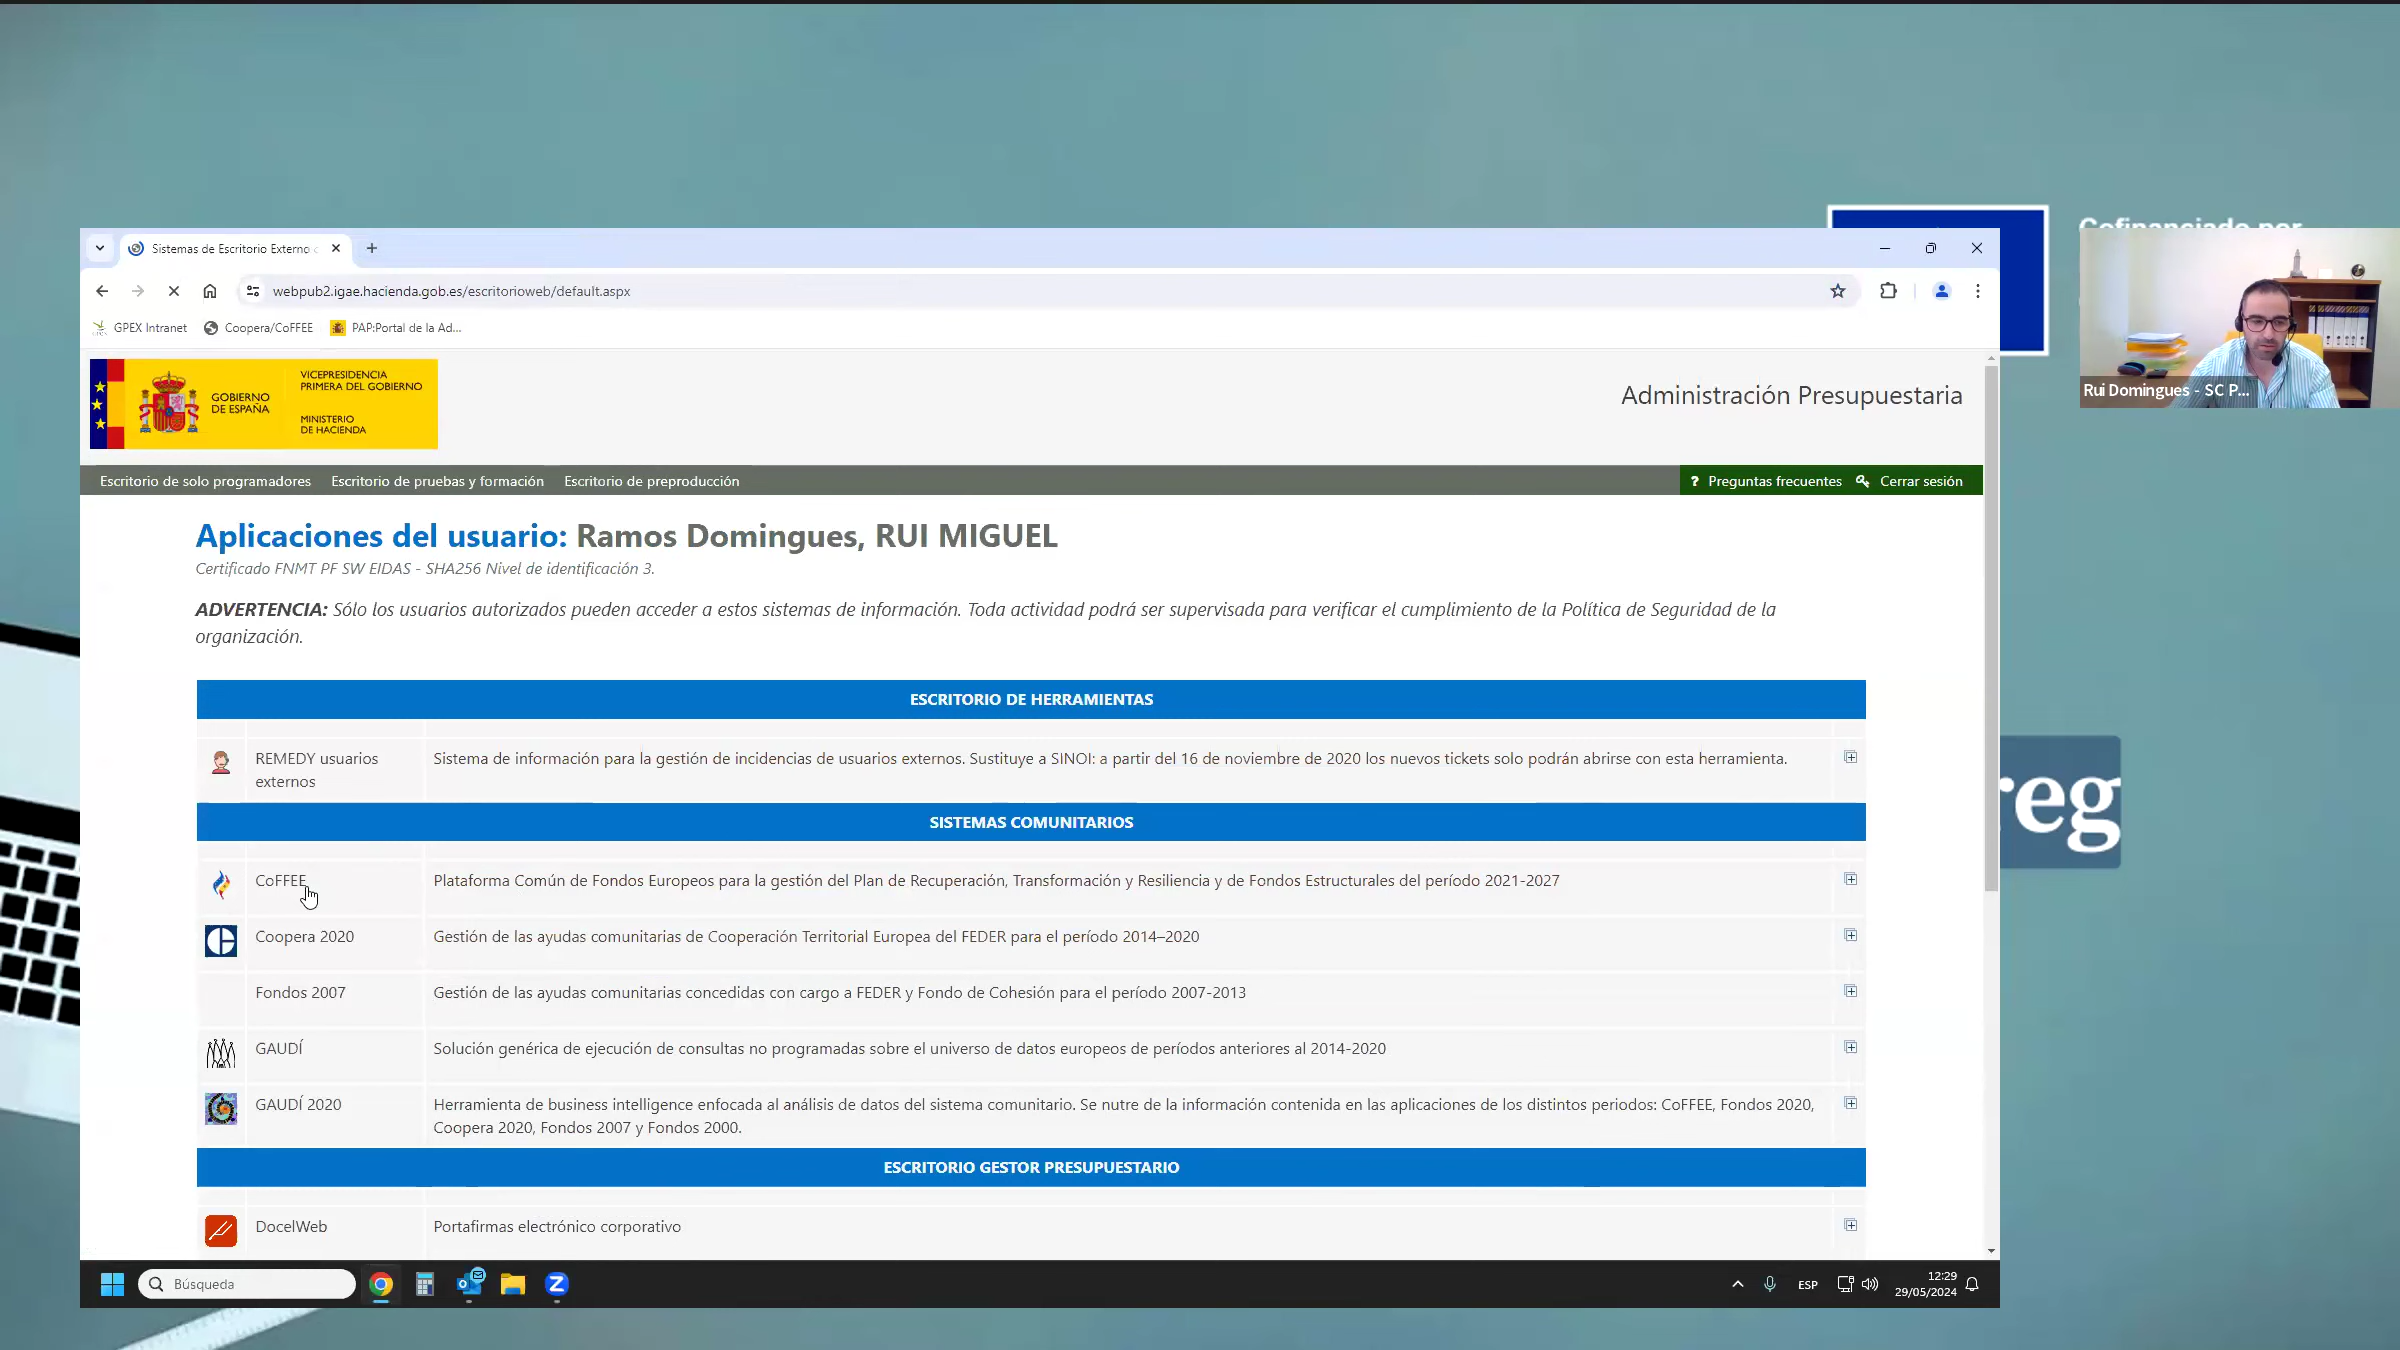 Cofinanciado por
Sistemas de Escritorio Externo
webpub2.igae.hacienda.gob.es/escritorioweb/default.aspx
GPEX Intranet
Coopera/CoFFEE
PAP:Portal de la Ad...
GOBIERNO
DE ESPAÑA
VICEPRESIDENCIA
PRIMERA DEL GOBIERNO
MINISTERIO
DE HACIENDA
Administración Presupuestaria
Rui Domingues - SC P...
Escritorio de solo programadores
Escritorio de pruebas y formación
Escritorio de preproducción
? Preguntas frecuentes
Cerrar sesión
Aplicaciones del usuario: Ramos Domingues, RUI MIGUEL
Certificado FNMT PF SW EIDAS - SHA256 Nivel de identificación 3.
ADVERTENCIA: Sólo los usuarios autorizados pueden acceder a estos sistemas de información. Toda actividad podrá ser supervisada para verificar el cumplimiento de la Política de Seguridad de la
organización.
ESCRITORIO DE HERRAMIENTAS
REMEDY usuarios
externos
Sistema de información para la gestión de incidencias de usuarios externos. Sustituye a SINOI: a partir del 16 de noviembre de 2020 los nuevos tickets solo podrán abrirse con esta herramienta.
SISTEMAS COMUNITARIOS
CoFFEE
Plataforma Común de Fondos Europeos para la gestión del Plan de Recuperación, Transformación y Resiliencia y de Fondos Estructurales del período 2021-2027
Coopera 2020
Gestión de las ayudas comunitarias de Cooperación Territorial Europea del FEDER para el período 2014–2020
Fondos 2007
Gestión de las ayudas comunitarias concedidas con cargo a FEDER y Fondo de Cohesión para el período 2007-2013
GAUDÍ
Solución genérica de ejecución de consultas no programadas sobre el universo de datos europeos de períodos anteriores al 2014-2020
GAUDÍ 2020
Herramienta de business intelligence enfocada al análisis de datos del sistema comunitario. Se nutre de la información contenida en las aplicaciones de los distintos periodos: CoFFEE, Fondos 2020,
Coopera 2020, Fondos 2007 y Fondos 2000.
ESCRITORIO GESTOR PRESUPUESTARIO
DocelWeb
Portafirmas electrónico corporativo
reg
Búsqueda
ESP
12:29
29/05/2024